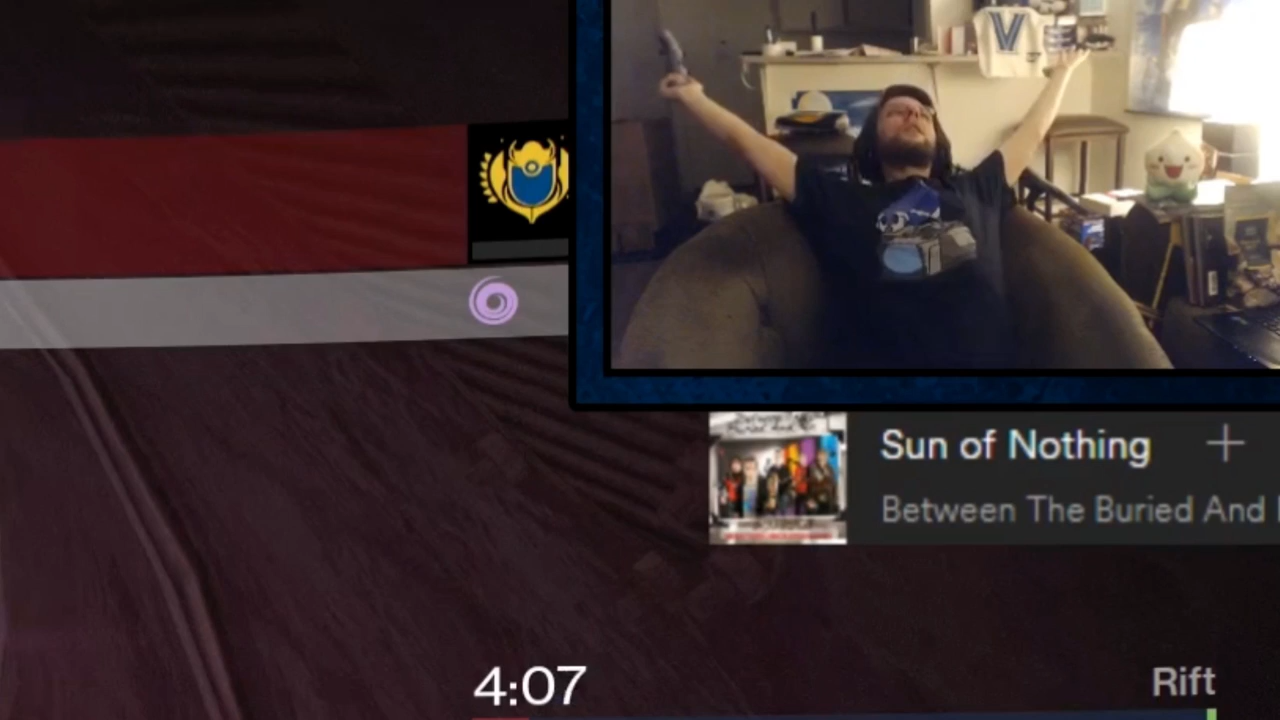 V
Sun of Nothing
Between The Buried And
4:07
Rift